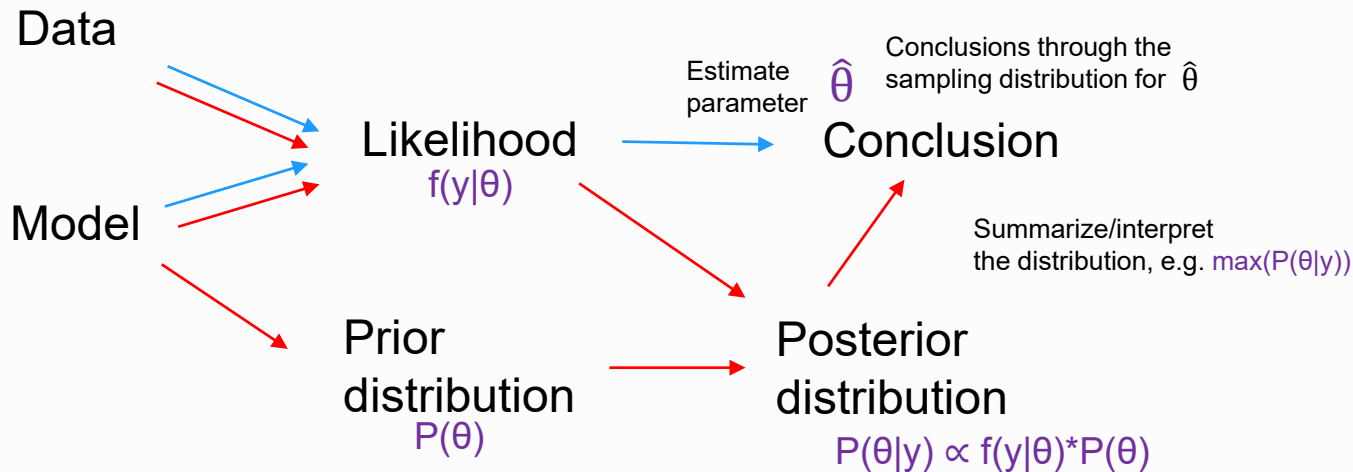 Data
Estimate
parameter
θ̂
Conclusions through the
sampling distribution for θ̂
Likelihood
f(y|θ)
Conclusion
Model
Summarize/interpret
the distribution, e.g. max(P(θ|y))
Prior
distribution
P(θ)
Posterior
distribution
P(θ|y) ∝ f(y|θ)*P(θ)